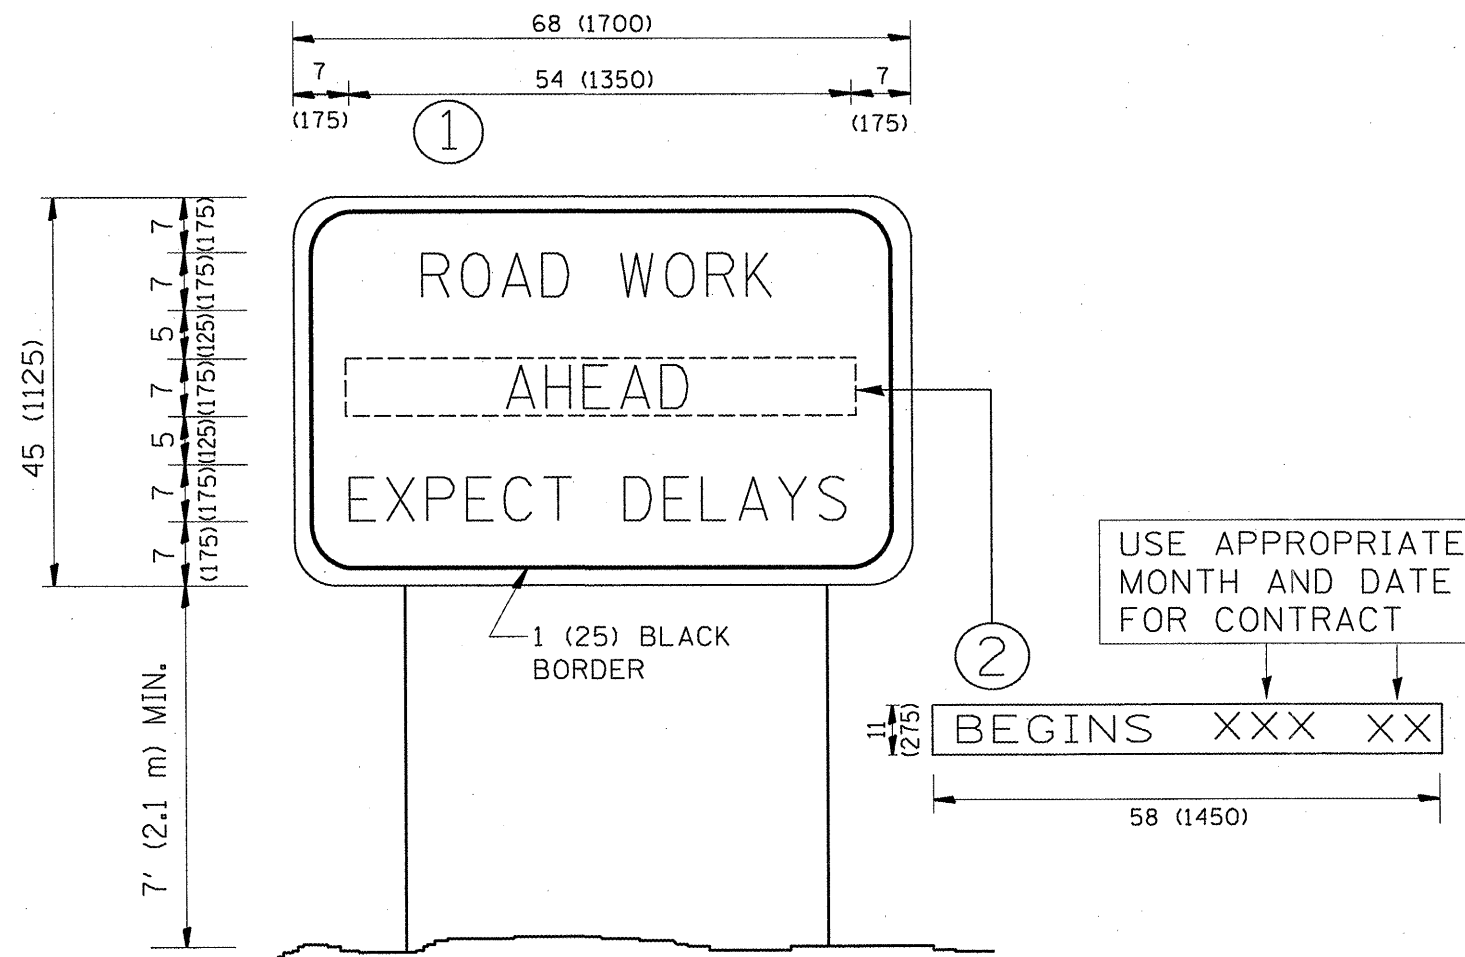 68 (1700)
7
54 (1350)
7
(175)
(175)
1
45 (1125)
7 (175)
7 (175)
5 (125)
7 (175)
5 (125)
7 (175)
7 (175)
ROAD WORK
AHEAD
EXPECT DELAYS
1 (25) BLACK
BORDER
7' (2.1 m) MIN.
USE APPROPRIATE
MONTH AND DATE
FOR CONTRACT
2
11
(275)
BEGINS XXX XX
58 (1450)